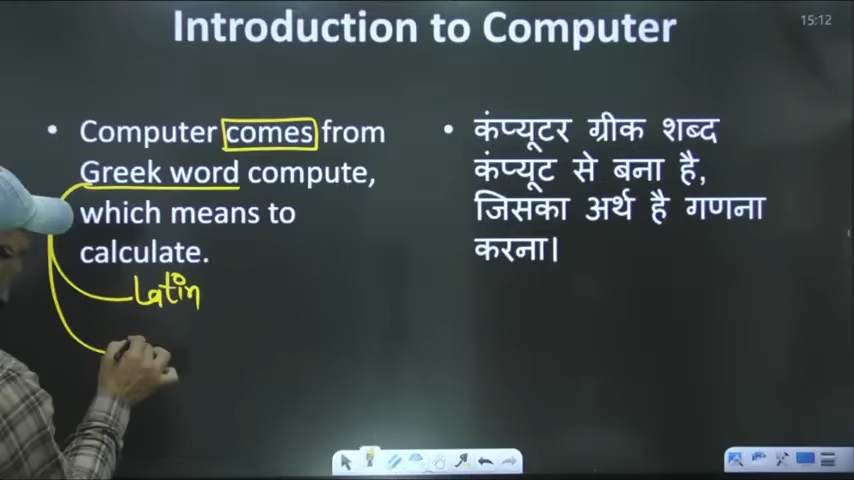 Introduction to Computer
15:12
• Computer comes from
Greek word compute,
which means to
calculate.
Latin
• कंप्यूटर ग्रीक शब्द
कंप्यूट से बना है,
जिसका अर्थ है गणना
करना।